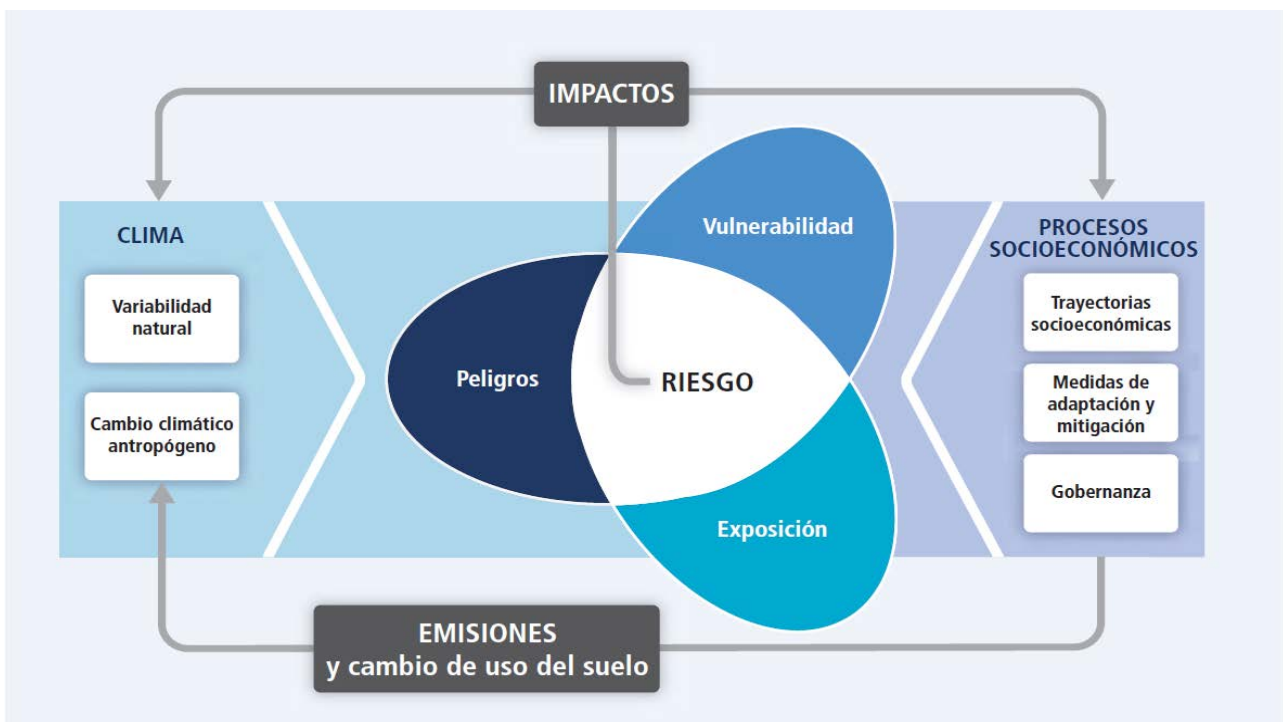 IMPACTOS
CLIMA
Variabilidad
natural
Cambio climático
antropógeno
Vulnerabilidad
Peligros
RIESGO
Exposición
PROCESOS
SOCIOECONÓMICOS
Trayectorias
socioeconómicas
Medidas de
adaptación y
mitigación
Gobernanza
EMISIONES
y cambio de uso del suelo